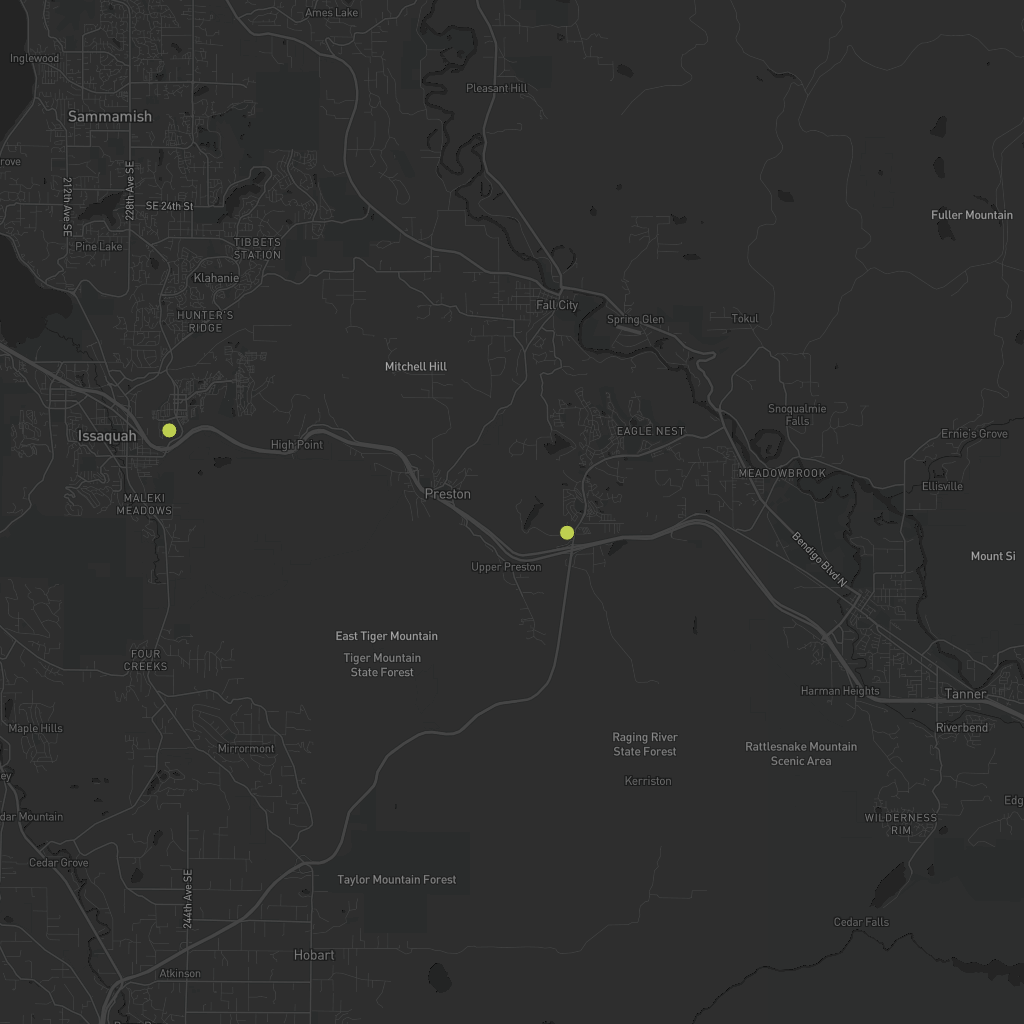 Ames Lake
Inglewood
Pleasant Hill
Sammamish
rove
212th Ave SE
228th Ave SE
SE 24th St
Fuller Mountain
Pine Lake
TIBBETS
STATION
Klahanie
HUNTER'S
RIDGE
Fall City
Spring Glen
Tokul
Mitchell Hill
Snoqualmie
Falls
Issaquah
High Point
EAGLE NEST
Ernie's Grove
MEADOWBROOK
Ellisville
MALEKI
MEADOWS
Preston
Bendigo Blvd N
Mount Si
Upper Preston
East Tiger Mountain
Tiger Mountain
State Forest
FOUR
CREEKS
Harman Heights
Tanner
Riverbend
Maple Hills
Mirrormont
Raging River
State Forest
Rattlesnake Mountain
Scenic Area
Kerriston
ey
Edg
dar Mountain
WILDERNESS
RIM
Cedar Grove
244th Ave SE
Taylor Mountain Forest
Cedar Falls
Hobart
Atkinson